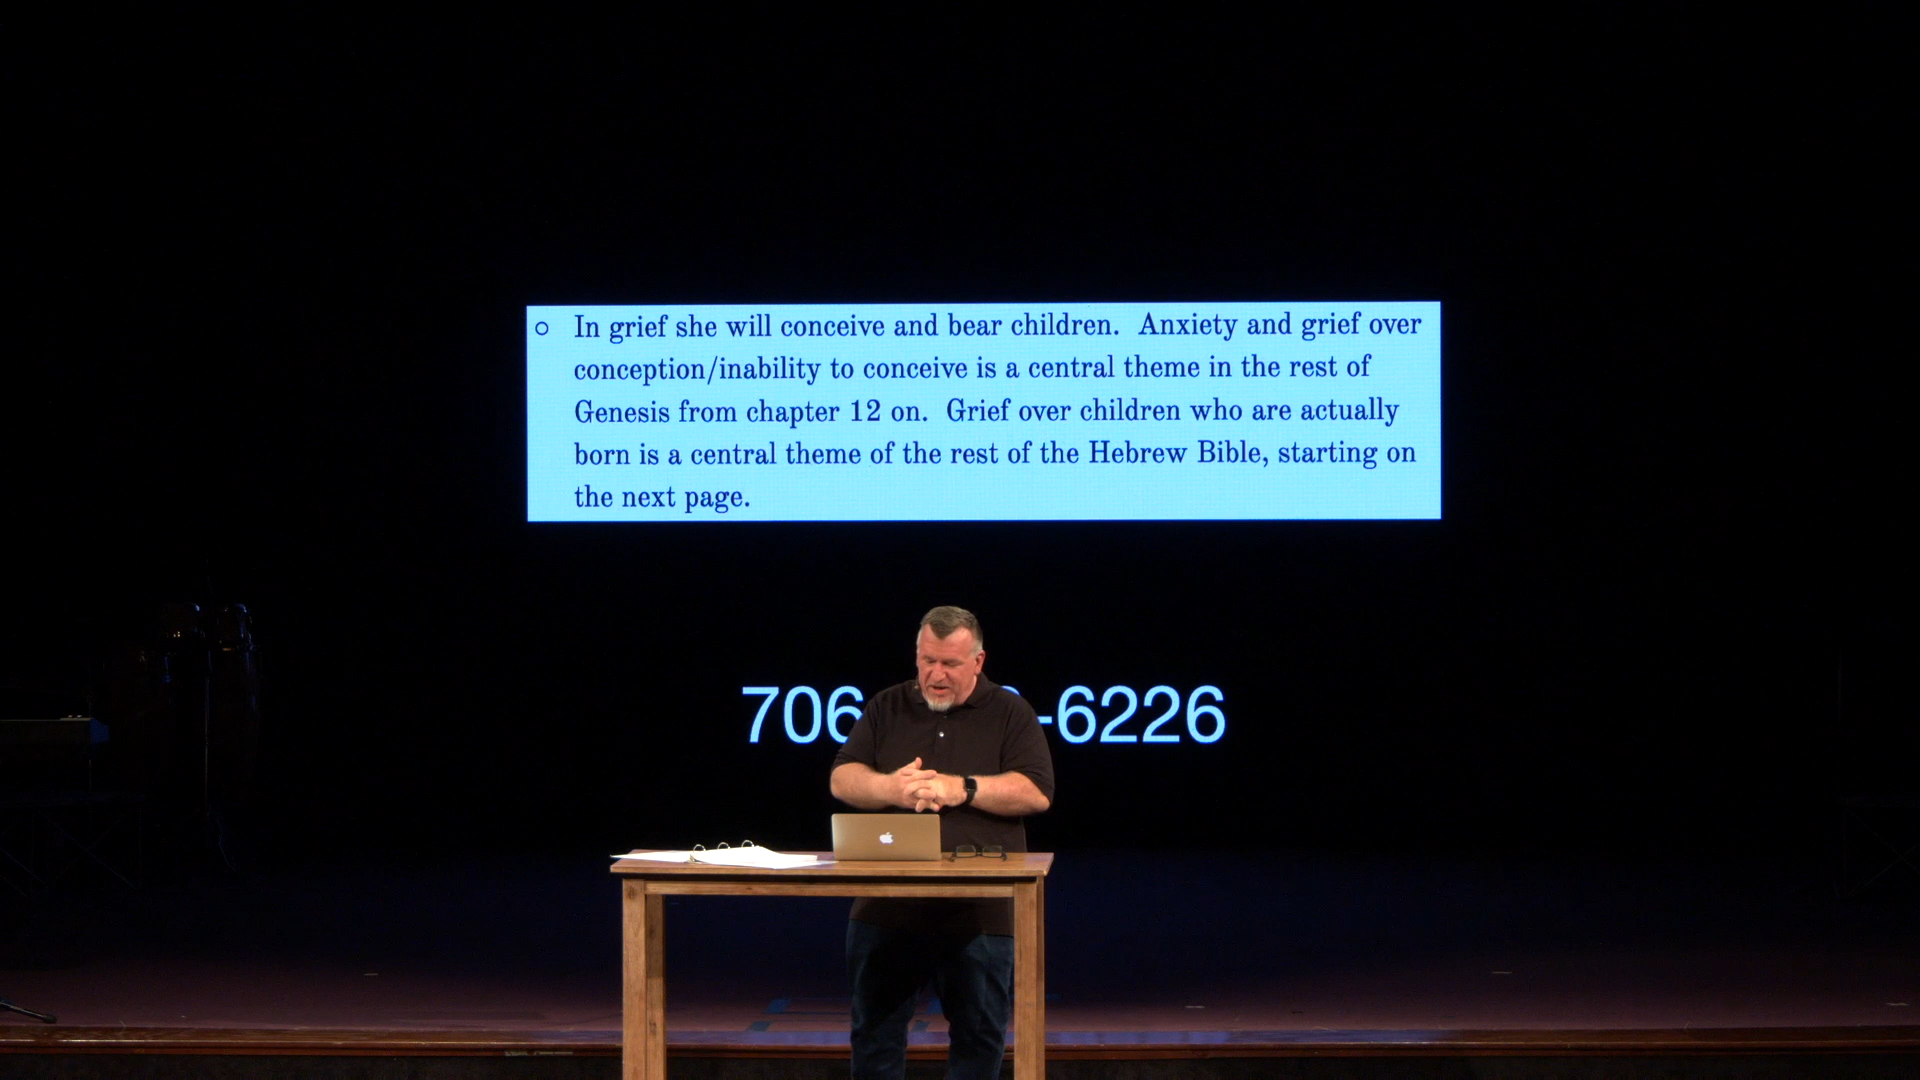 ○ In grief she will conceive and bear children. Anxiety and grief over
conception/inability to conceive is a central theme in the rest of
Genesis from chapter 12 on. Grief over children who are actually
born is a central theme of the rest of the Hebrew Bible, starting on
the next page.
706 -6226